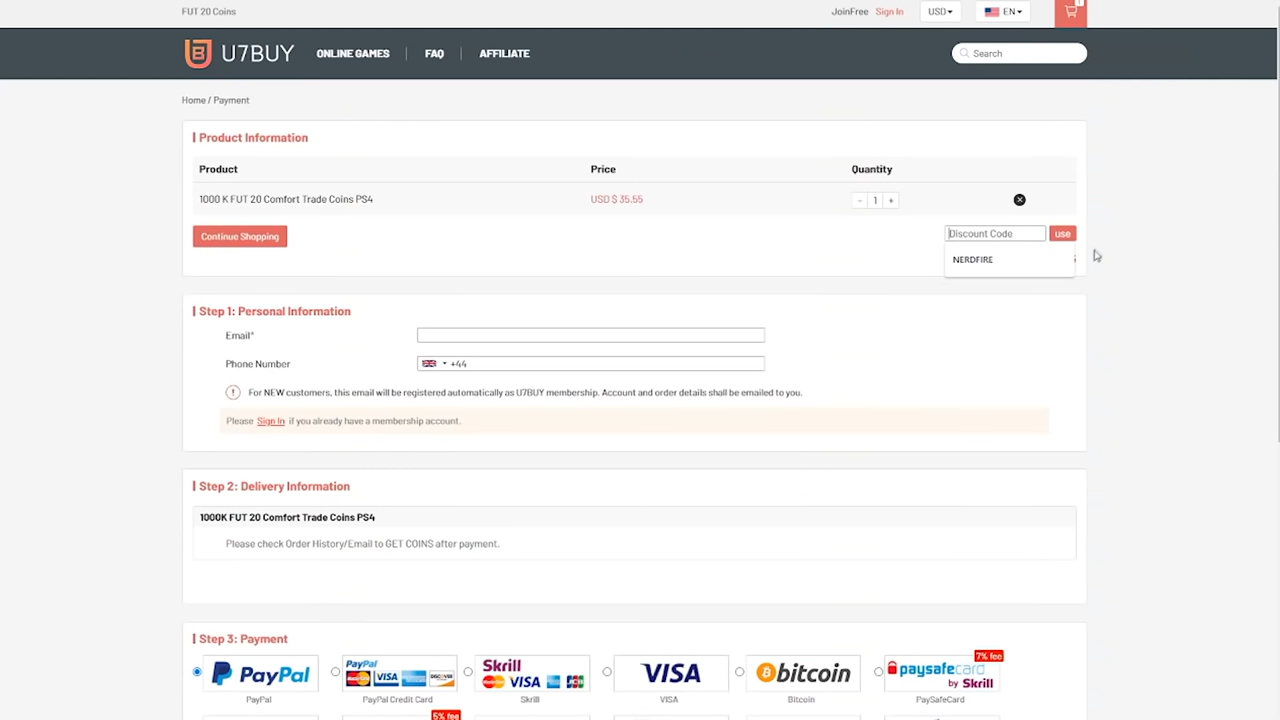 FUT 20 Coins
JoinFree Sign In USD EN 1
U7BUY ONLINE GAMES FAQ AFFILIATE Search
Home / Payment
Product Information
Product Price Quantity
1000 K FUT 20 Comfort Trade Coins PS4 USD $ 35.55 - 1 +
Continue Shopping Discount Code use
NERDFIRE
Step 1: Personal Information
Email*
Phone Number +44
For NEW customers, this email will be registered automatically as U7BUY membership. Account and order details shall be emailed to you.
Please Sign In if you already have a membership account.
Step 2: Delivery Information
1000K FUT 20 Comfort Trade Coins PS4
Please check Order History/Email to GET COINS after payment.
Step 3: Payment
PayPal PayPal VISA DISCOVER Skrill VISA JCB VISA bitcoin paysafecard by Skrill 7% fee
PayPal PayPal Credit Card Skrill VISA Bitcoin PaySafeCard
5% fee